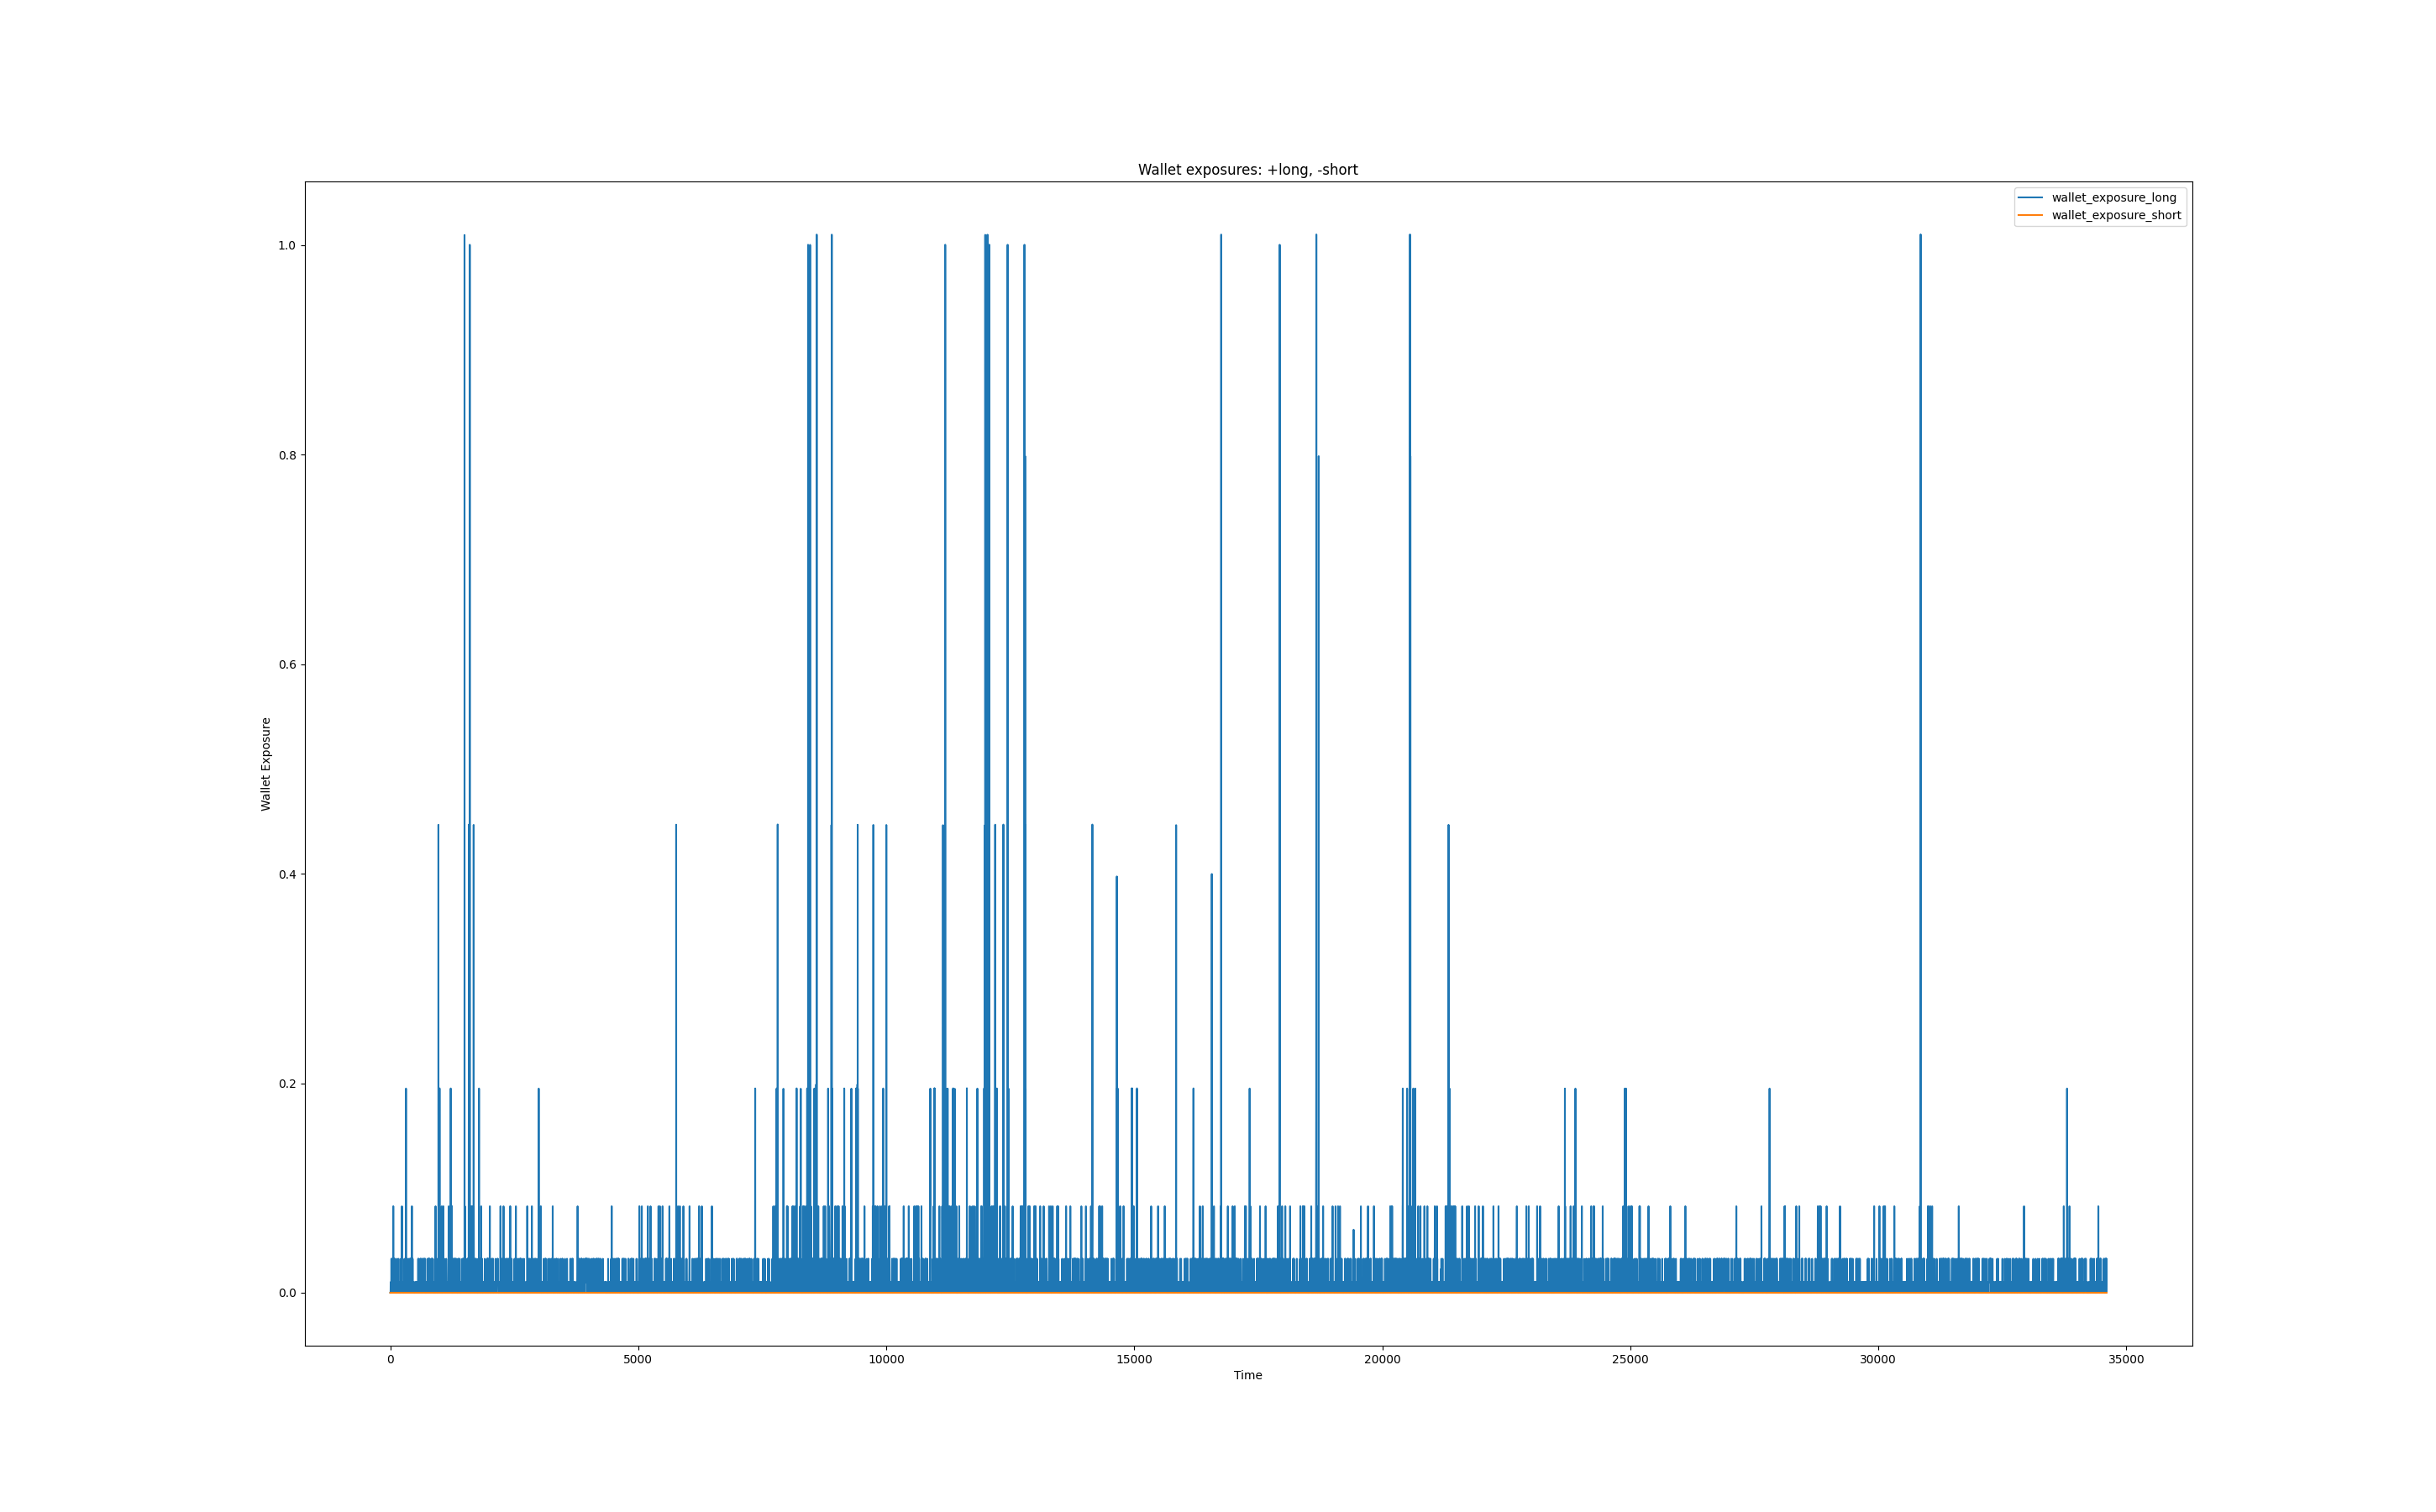 Wallet exposures: +long, -short
wallet_exposure_long
wallet_exposure_short
1.0
0.8
0.6
0.4
0.2
0.0
Wallet Exposure
0 5000 10000 15000 20000 25000 30000 35000
Time